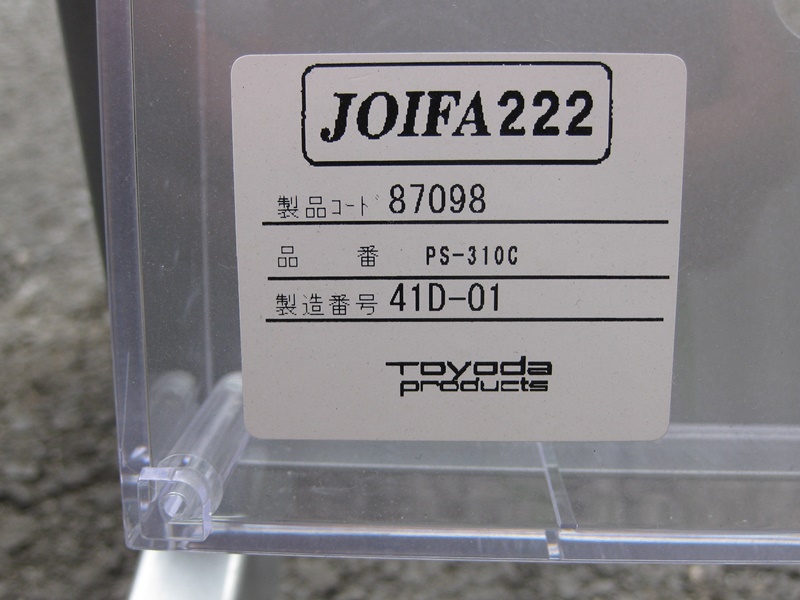 JOIFA222
製品コード 87098
品 番 PS-310C
製造番号 41D-01
Toyoda
products